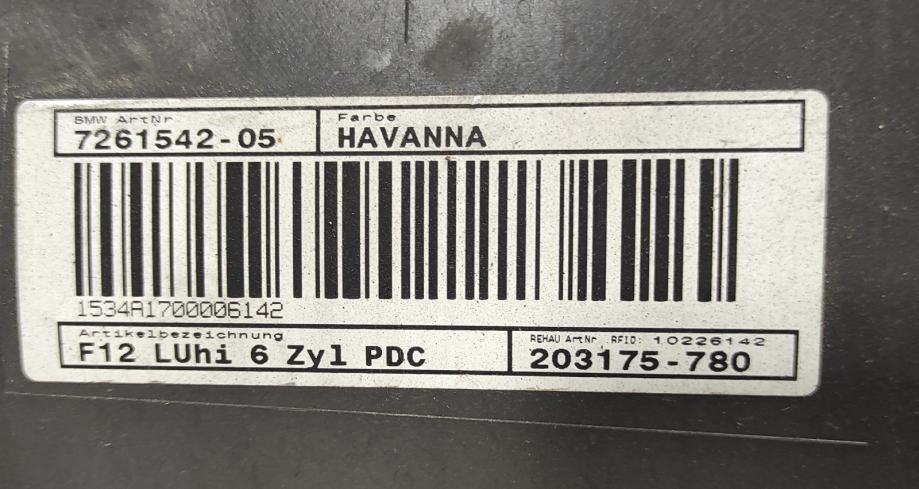 BMW ArtNr
7261542-05
Farbe
HAVANNA
1534A1700006142
Artikelbezeichnung
F12 LUhi 6 Zyl PDC
REHAU ArtNr, RFID: 10226142
203175-780